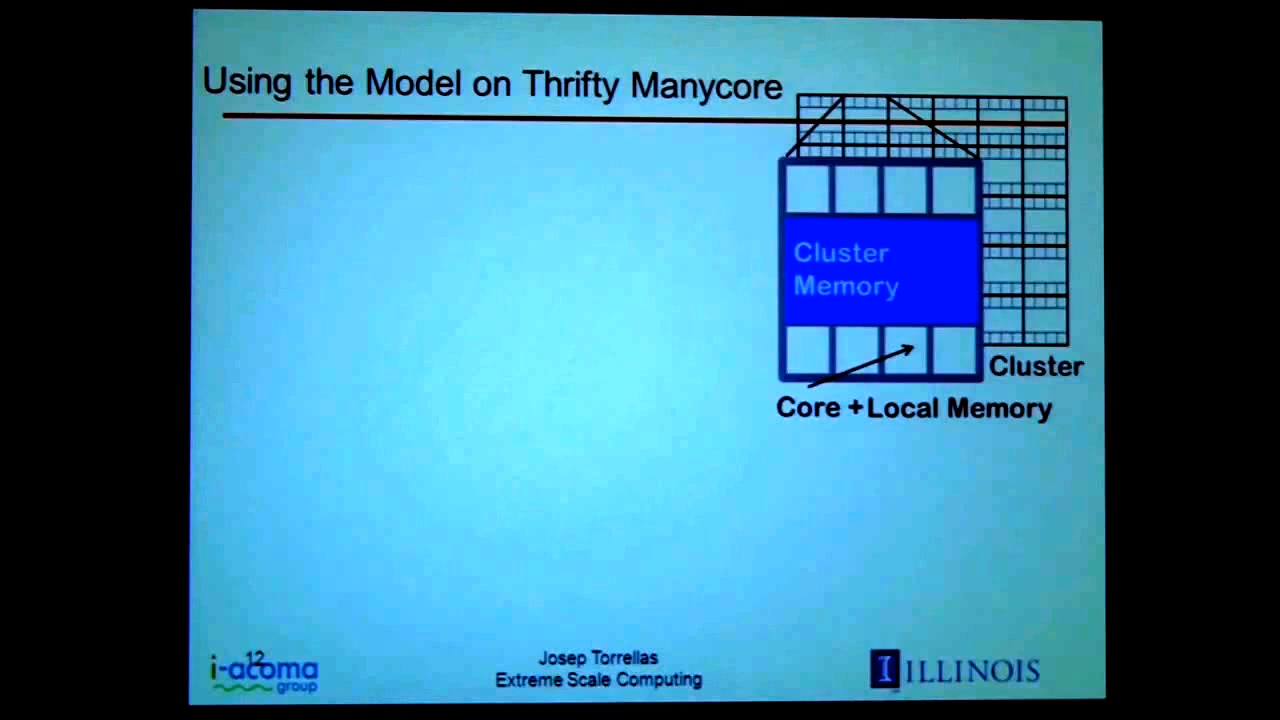 Using the Model on Thrifty Manycore
Cluster
Memory
Cluster
Core + Local Memory
12
i-acoma
group
Josep Torrellas
Extreme Scale Computing
I ILLINOIS